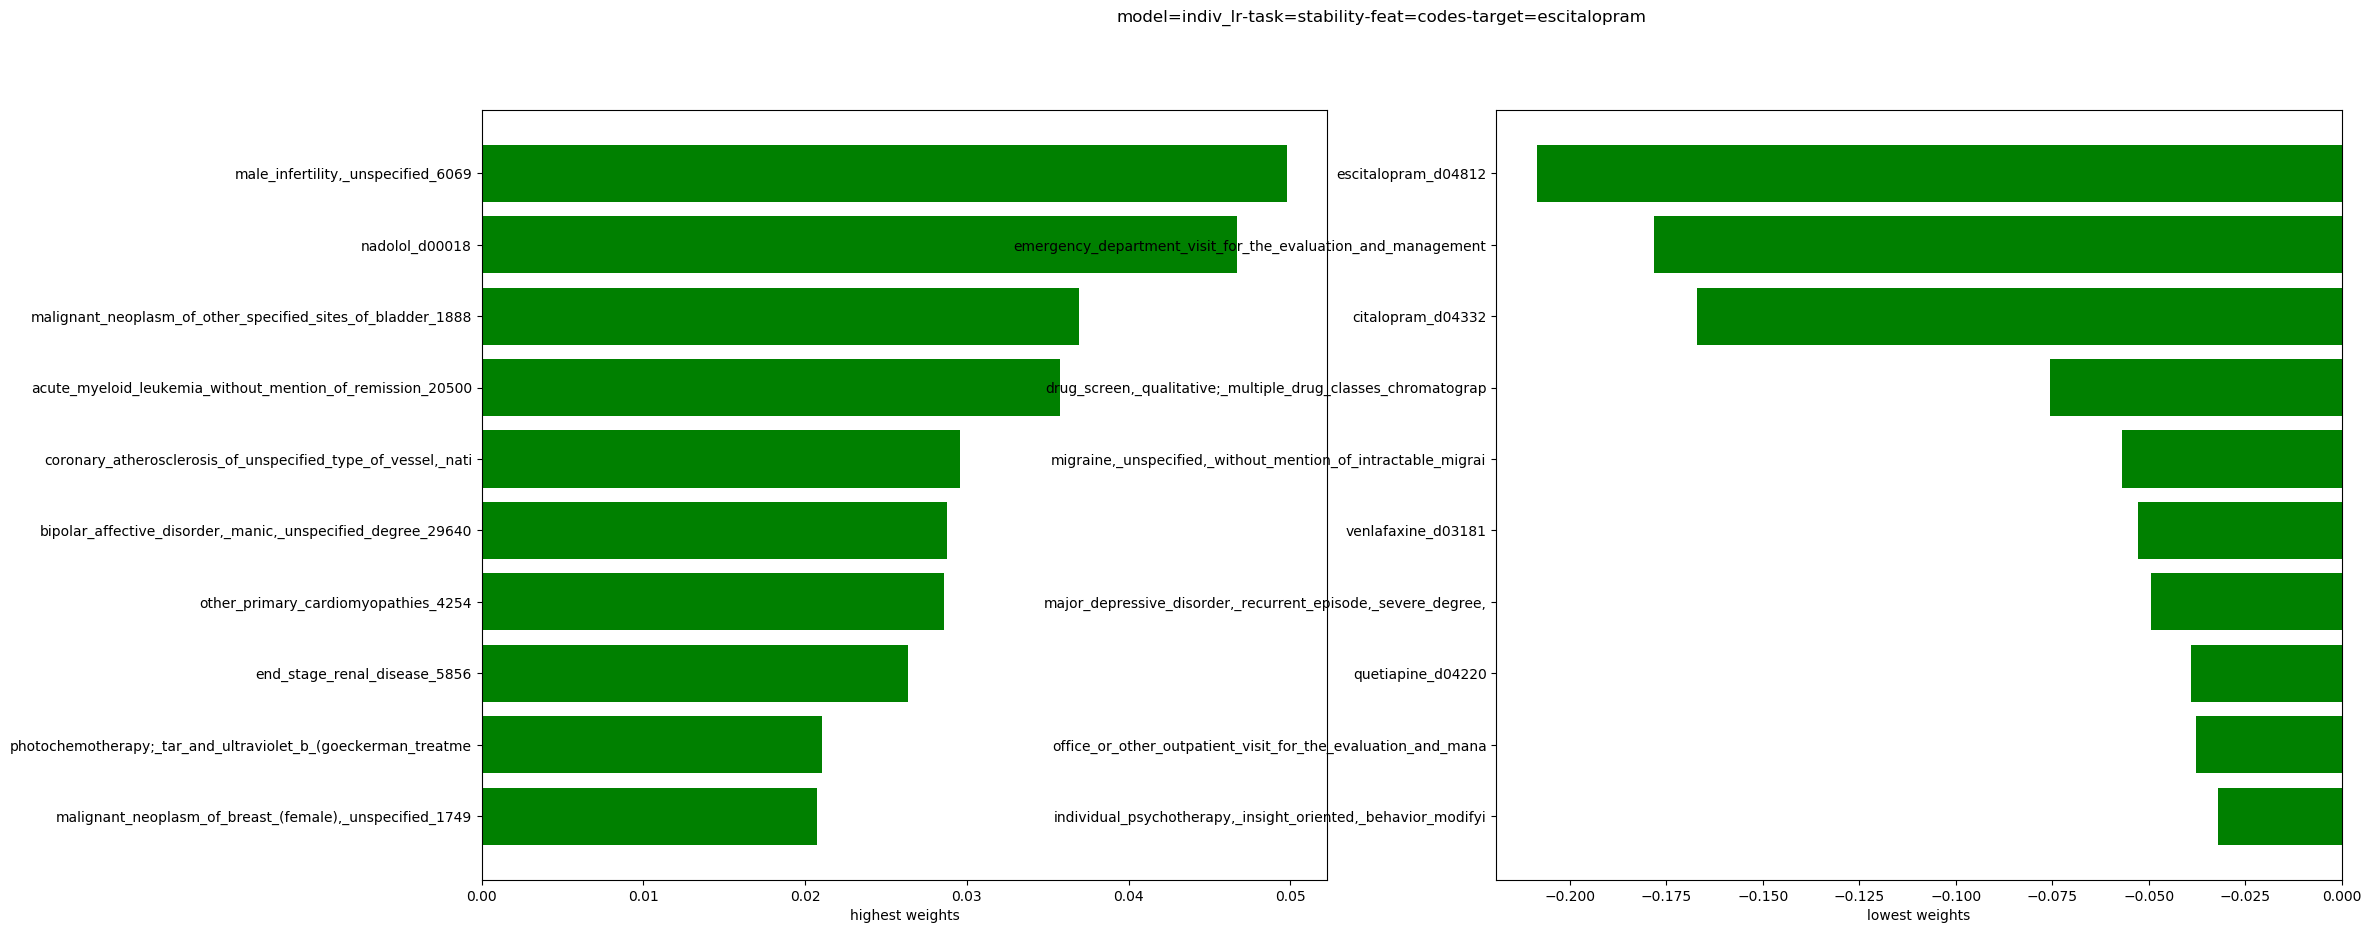 model=indiv_lr-task=stability-feat=codes-target=escitalopram
male_infertility,_unspecified_6069
nadolol_d00018
malignant_neoplasm_of_other_specified_sites_of_bladder_1888
acute_myeloid_leukemia_without_mention_of_remission_20500
coronary_atherosclerosis_of_unspecified_type_of_vessel,_nati
bipolar_affective_disorder,_manic,_unspecified_degree_29640
other_primary_cardiomyopathies_4254
end_stage_renal_disease_5856
photochemotherapy;_tar_and_ultraviolet_b_(goeckerman_treatme
malignant_neoplasm_of_breast_(female),_unspecified_1749
0.00 0.01 0.02 0.03 0.04 0.05
highest weights
escitalopram_d04812
emergency_department_visit_for_the_evaluation_and_management
citalopram_d04332
drug_screen,_qualitative;_multiple_drug_classes_chromatograp
migraine,_unspecified,_without_mention_of_intractable_migrai
venlafaxine_d03181
major_depressive_disorder,_recurrent_episode,_severe_degree,
quetiapine_d04220
office_or_other_outpatient_visit_for_the_evaluation_and_mana
individual_psychotherapy,_insight_oriented,_behavior_modifyi
−0.200 −0.175 −0.150 −0.125 −0.100 −0.075 −0.050 −0.025 0.000
lowest weights